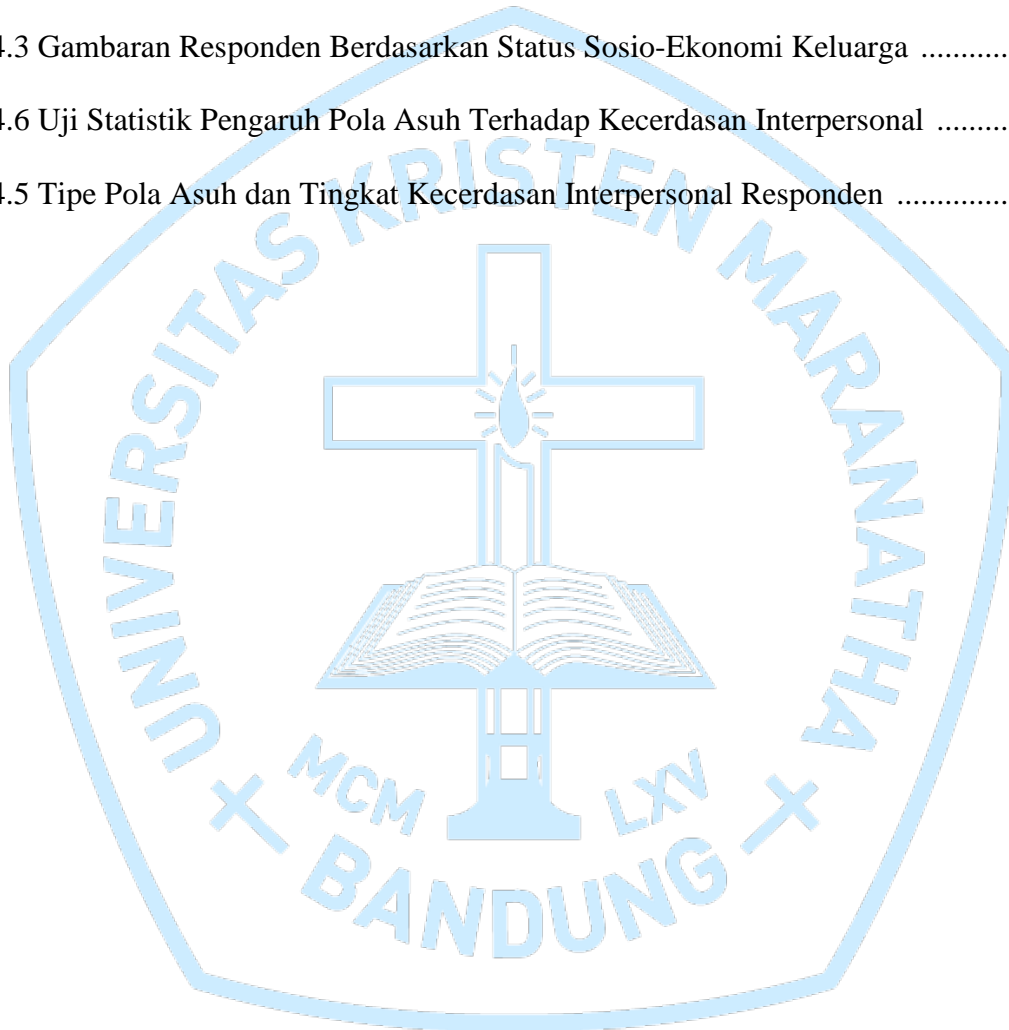 4.3 Gambaran Responden Berdasarkan Status Sosio-Ekonomi Keluarga ...........
4.6 Uji Statistik Pengaruh Pola Asuh Terhadap Kecerdasan Interpersonal .........
4.5 Tipe Pola Asuh dan Tingkat Kecerdasan Interpersonal Responden ..............
UNIVERSITAS KRISTEN MARANATHA
MCM LXV
BANDUNG